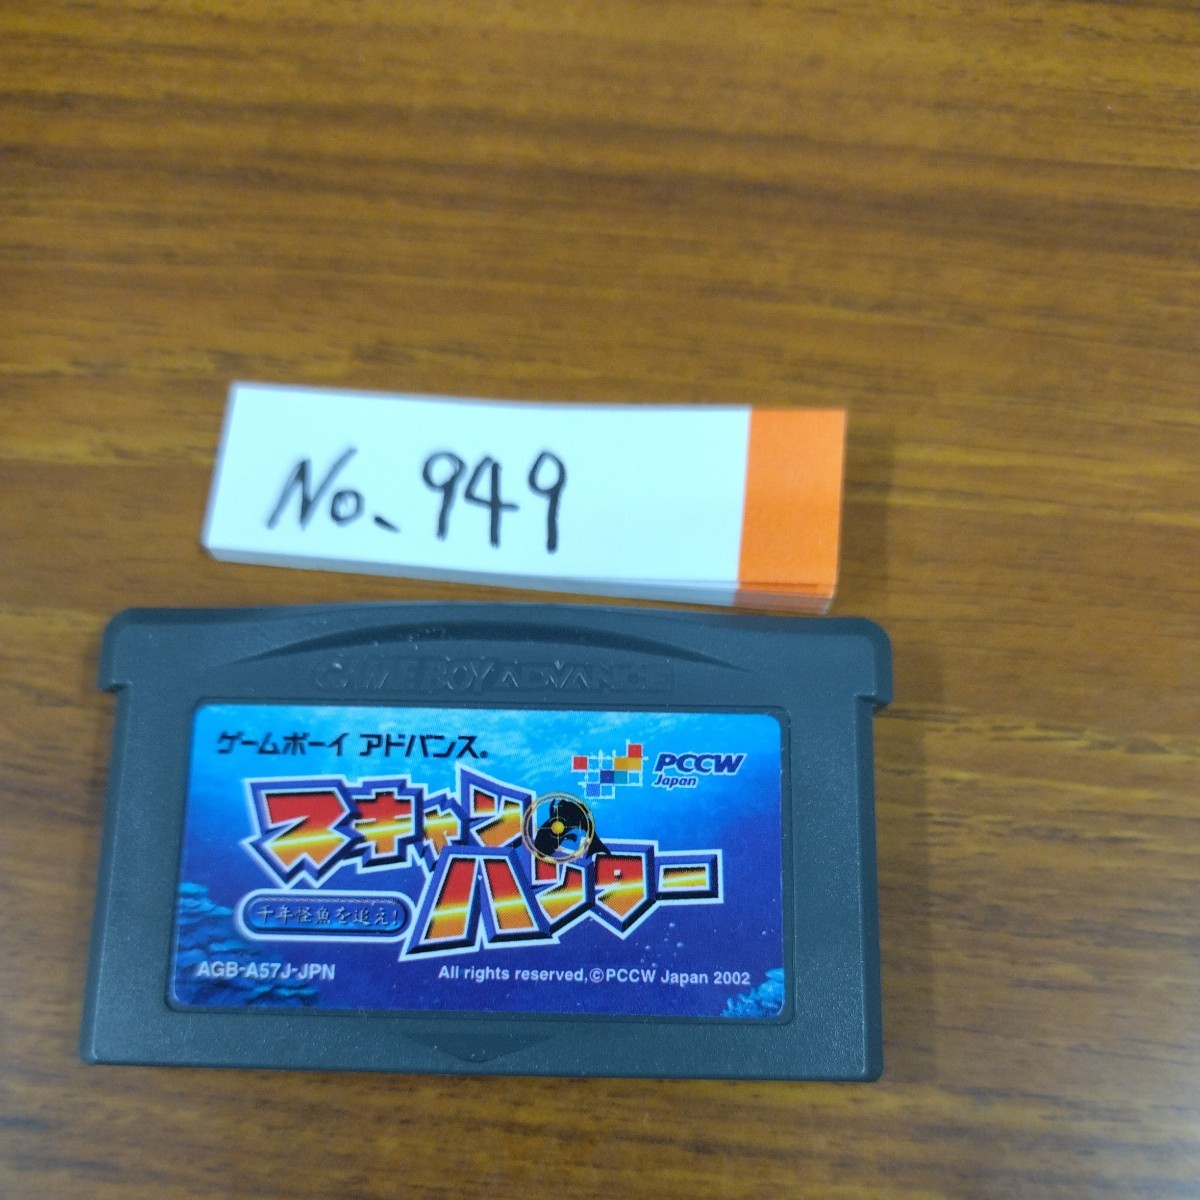 No. 949
GAME BOY ADVANCE
ゲームボーイ アドバンス®
PCCW
Japan
スキャン
ハンター
千年怪魚を追え!
AGB-A57J-JPN
All rights reserved,©PCCW Japan 2002